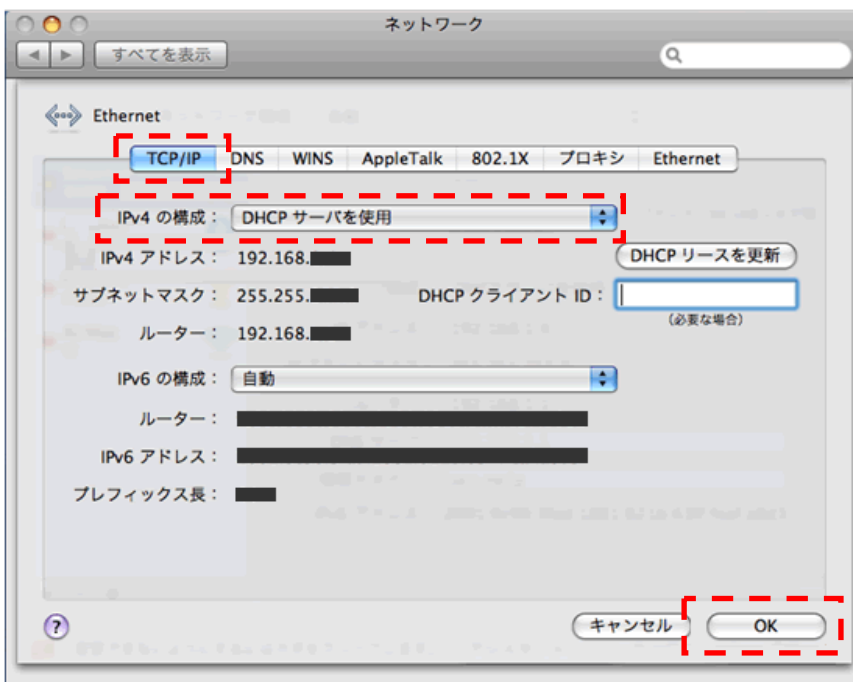 ネットワーク
すべてを表示
Ethernet
TCP/IP DNS WINS AppleTalk 802.1X プロキシ Ethernet
IPv4 の構成： DHCP サーバを使用
IPv4 アドレス： 192.168. DHCP リースを更新
サブネットマスク： 255.255. DHCP クライアント ID：
(必要な場合)
ルーター： 192.168.
IPv6 の構成： 自動
ルーター：
IPv6 アドレス：
プレフィックス長：
? キャンセル OK